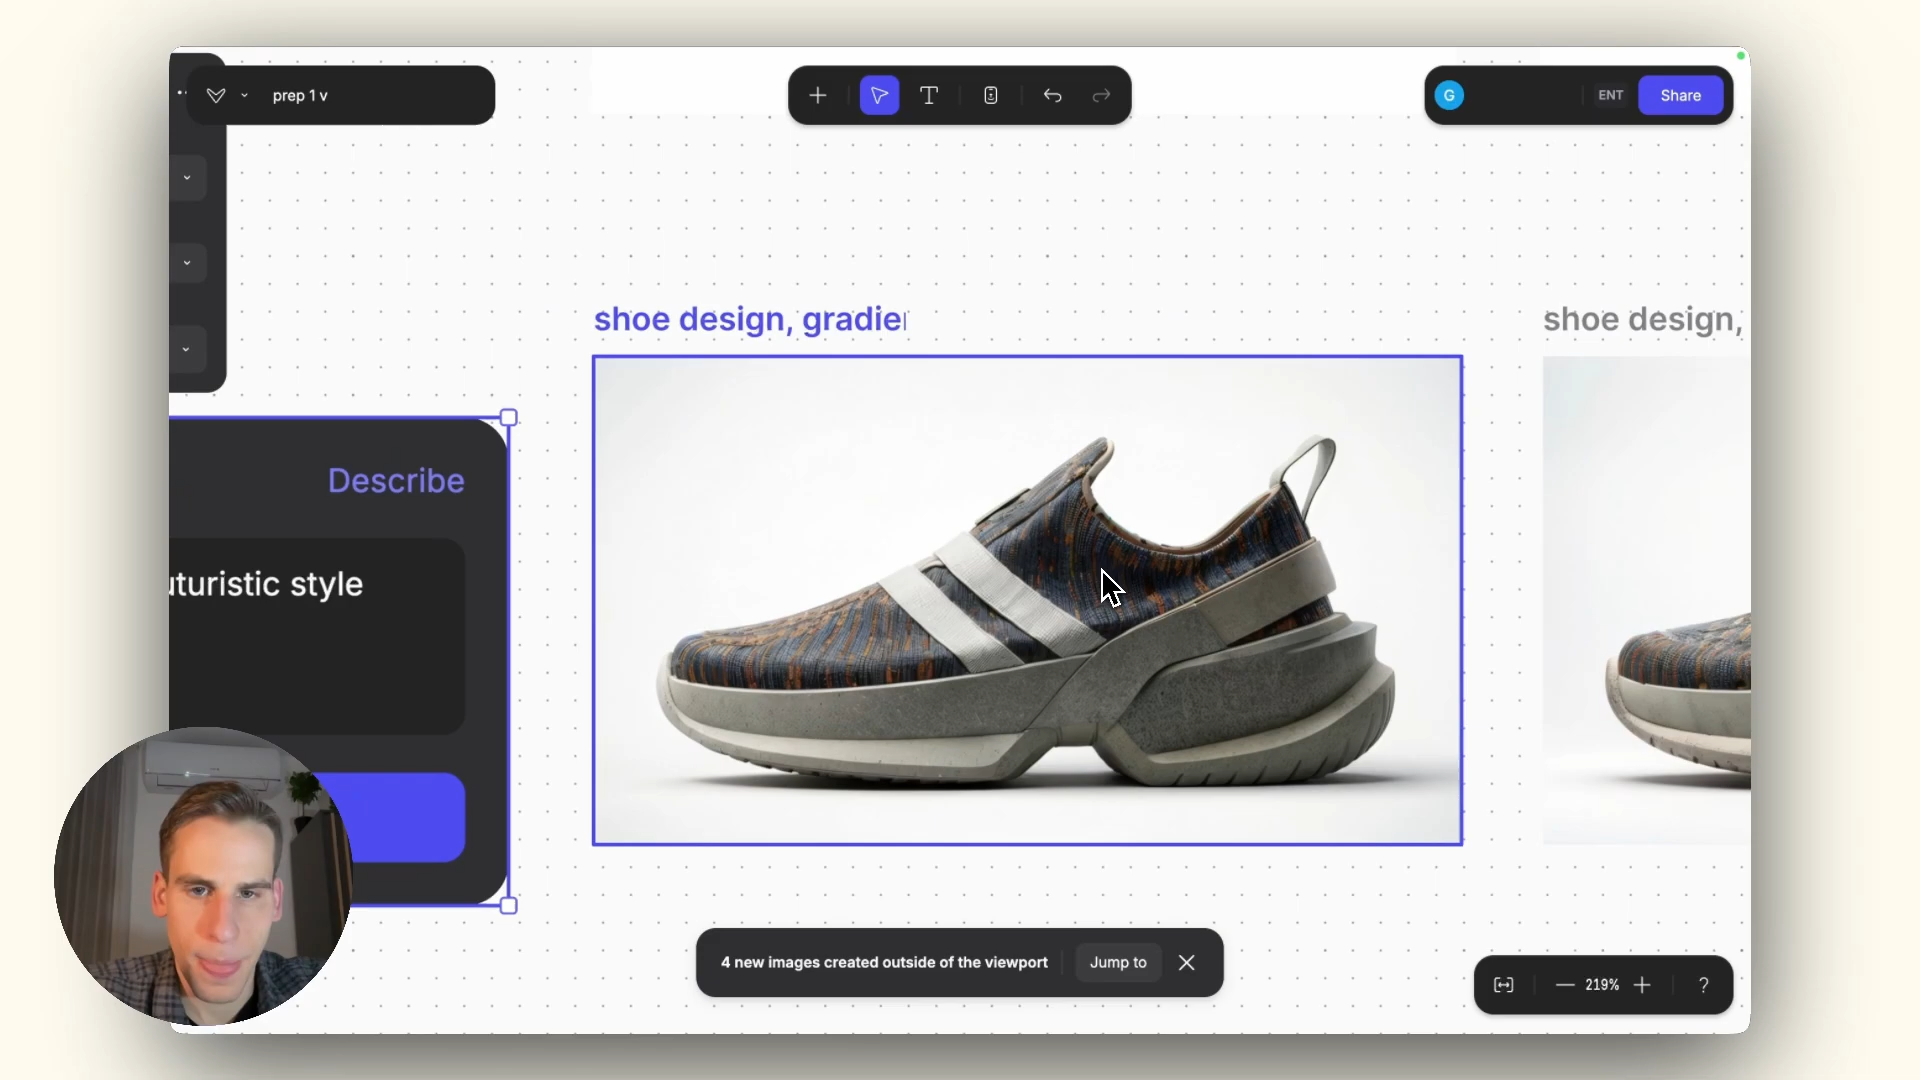 prep 1 v
G
ENT
Share
shoe design, gradie
shoe design,
Describe
uturistic style
4 new images created outside of the viewport
Jump to
219%
?